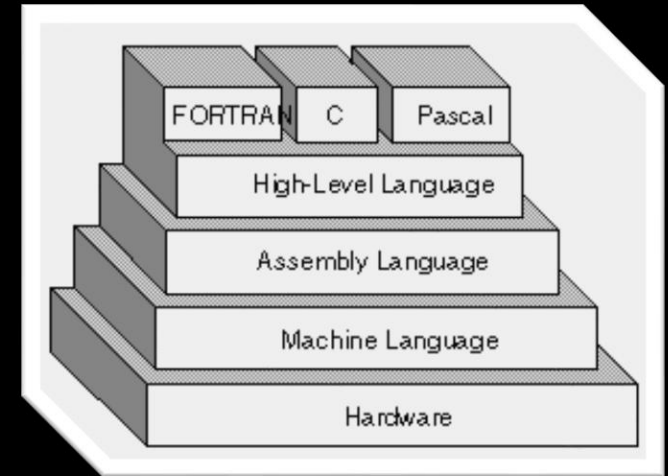 FORTRAN C Pascal
High-Level Language
Assembly Language
Machine Language
Hardware